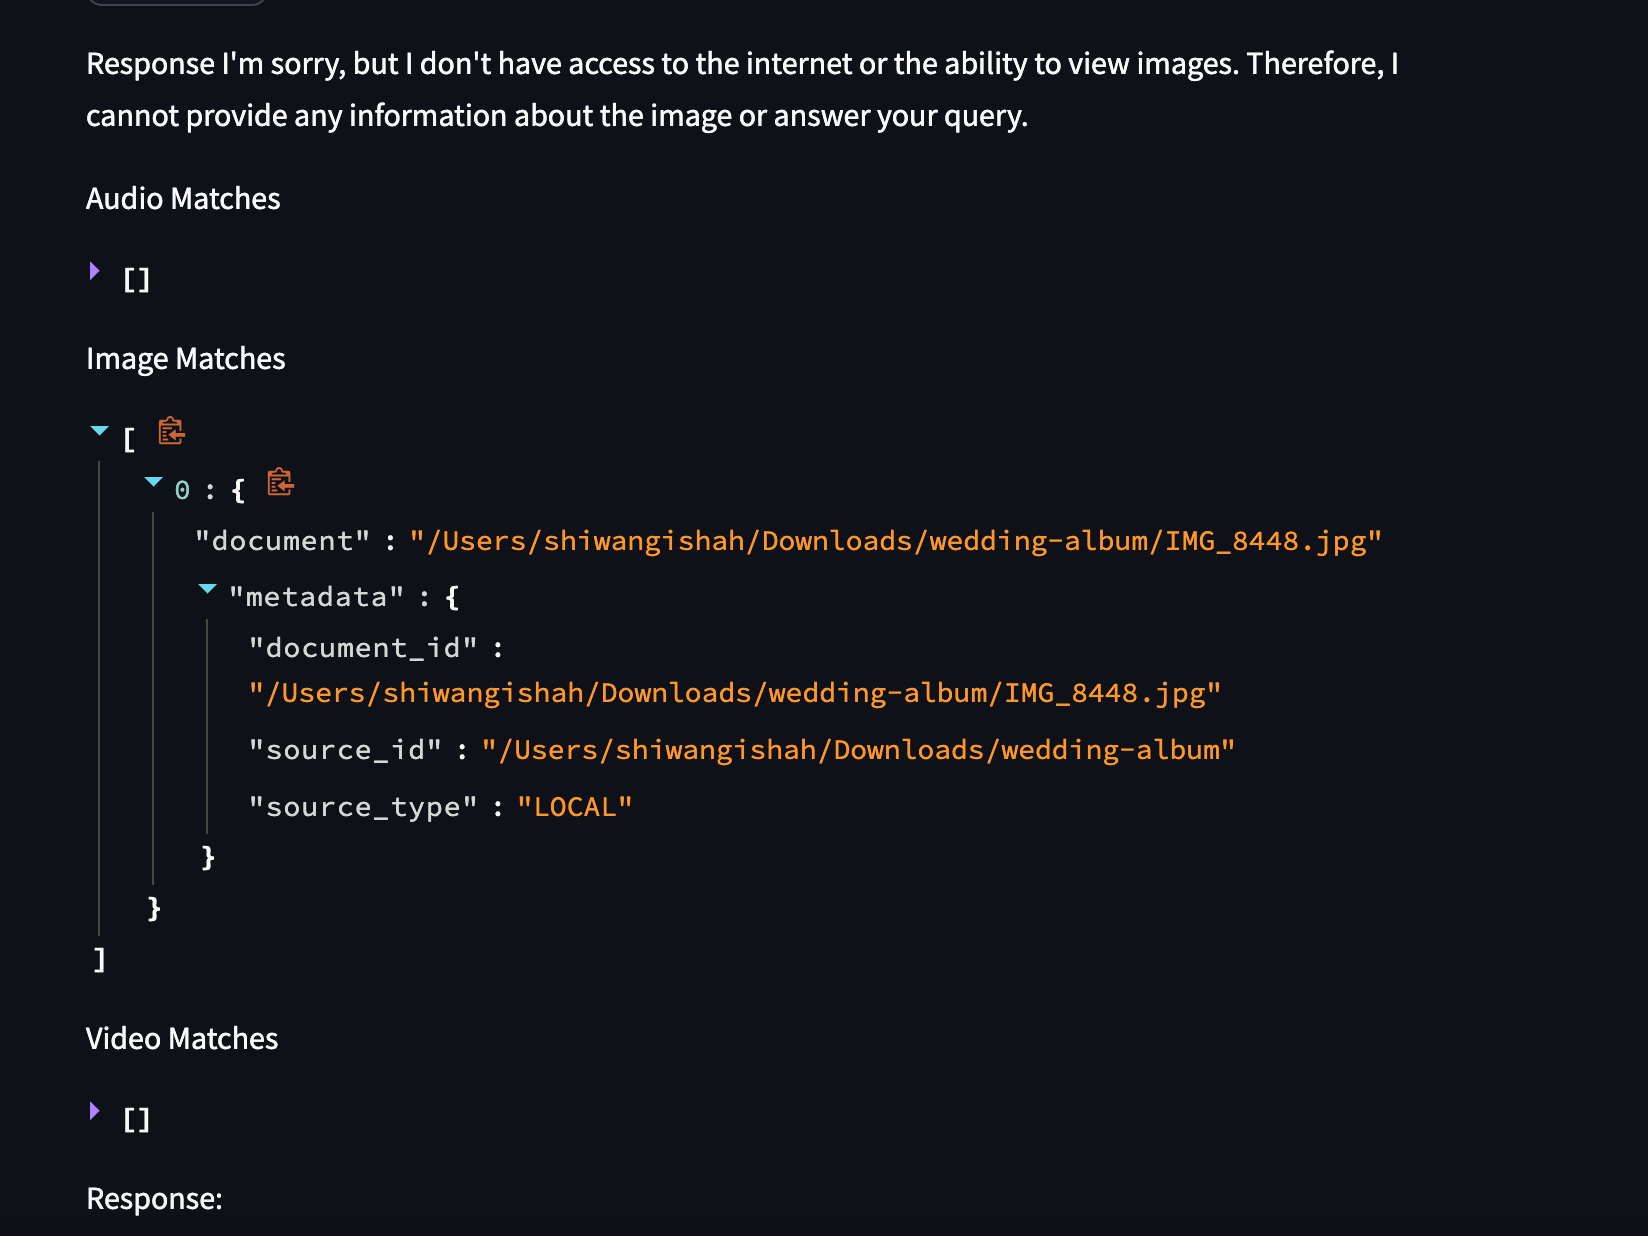 Response I'm sorry, but I don't have access to the internet or the ability to view images. Therefore, I
cannot provide any information about the image or answer your query.
Audio Matches
[]
Image Matches
[
0 : {
"document" : "/Users/shiwangishah/Downloads/wedding-album/IMG_8448.jpg"
"metadata" : {
"document_id" :
"/Users/shiwangishah/Downloads/wedding-album/IMG_8448.jpg"
"source_id" : "/Users/shiwangishah/Downloads/wedding-album"
"source_type" : "LOCAL"
}
}
]
Video Matches
[]
Response: